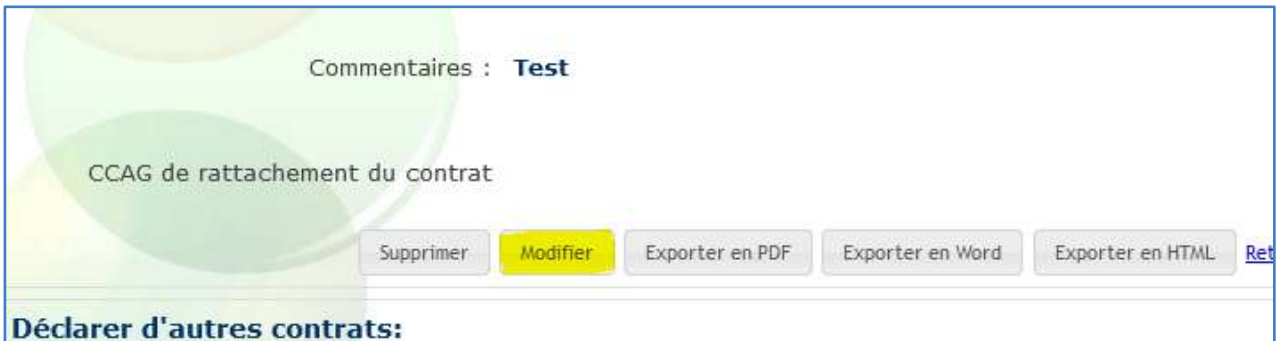 Commentaires : Test
CCAG de rattachement du contrat
Supprimer Modifier Exporter en PDF Exporter en Word Exporter en HTML Ret
Déclarer d'autres contrats: